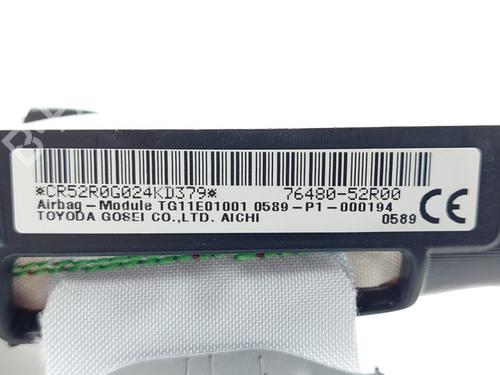 *CR52R0G024KD379* 76480-52R00
Airbag-Module TG11E01001 0589-P1-000194
TOYODA GOSEI CO.,LTD. AICHI 0589 CE